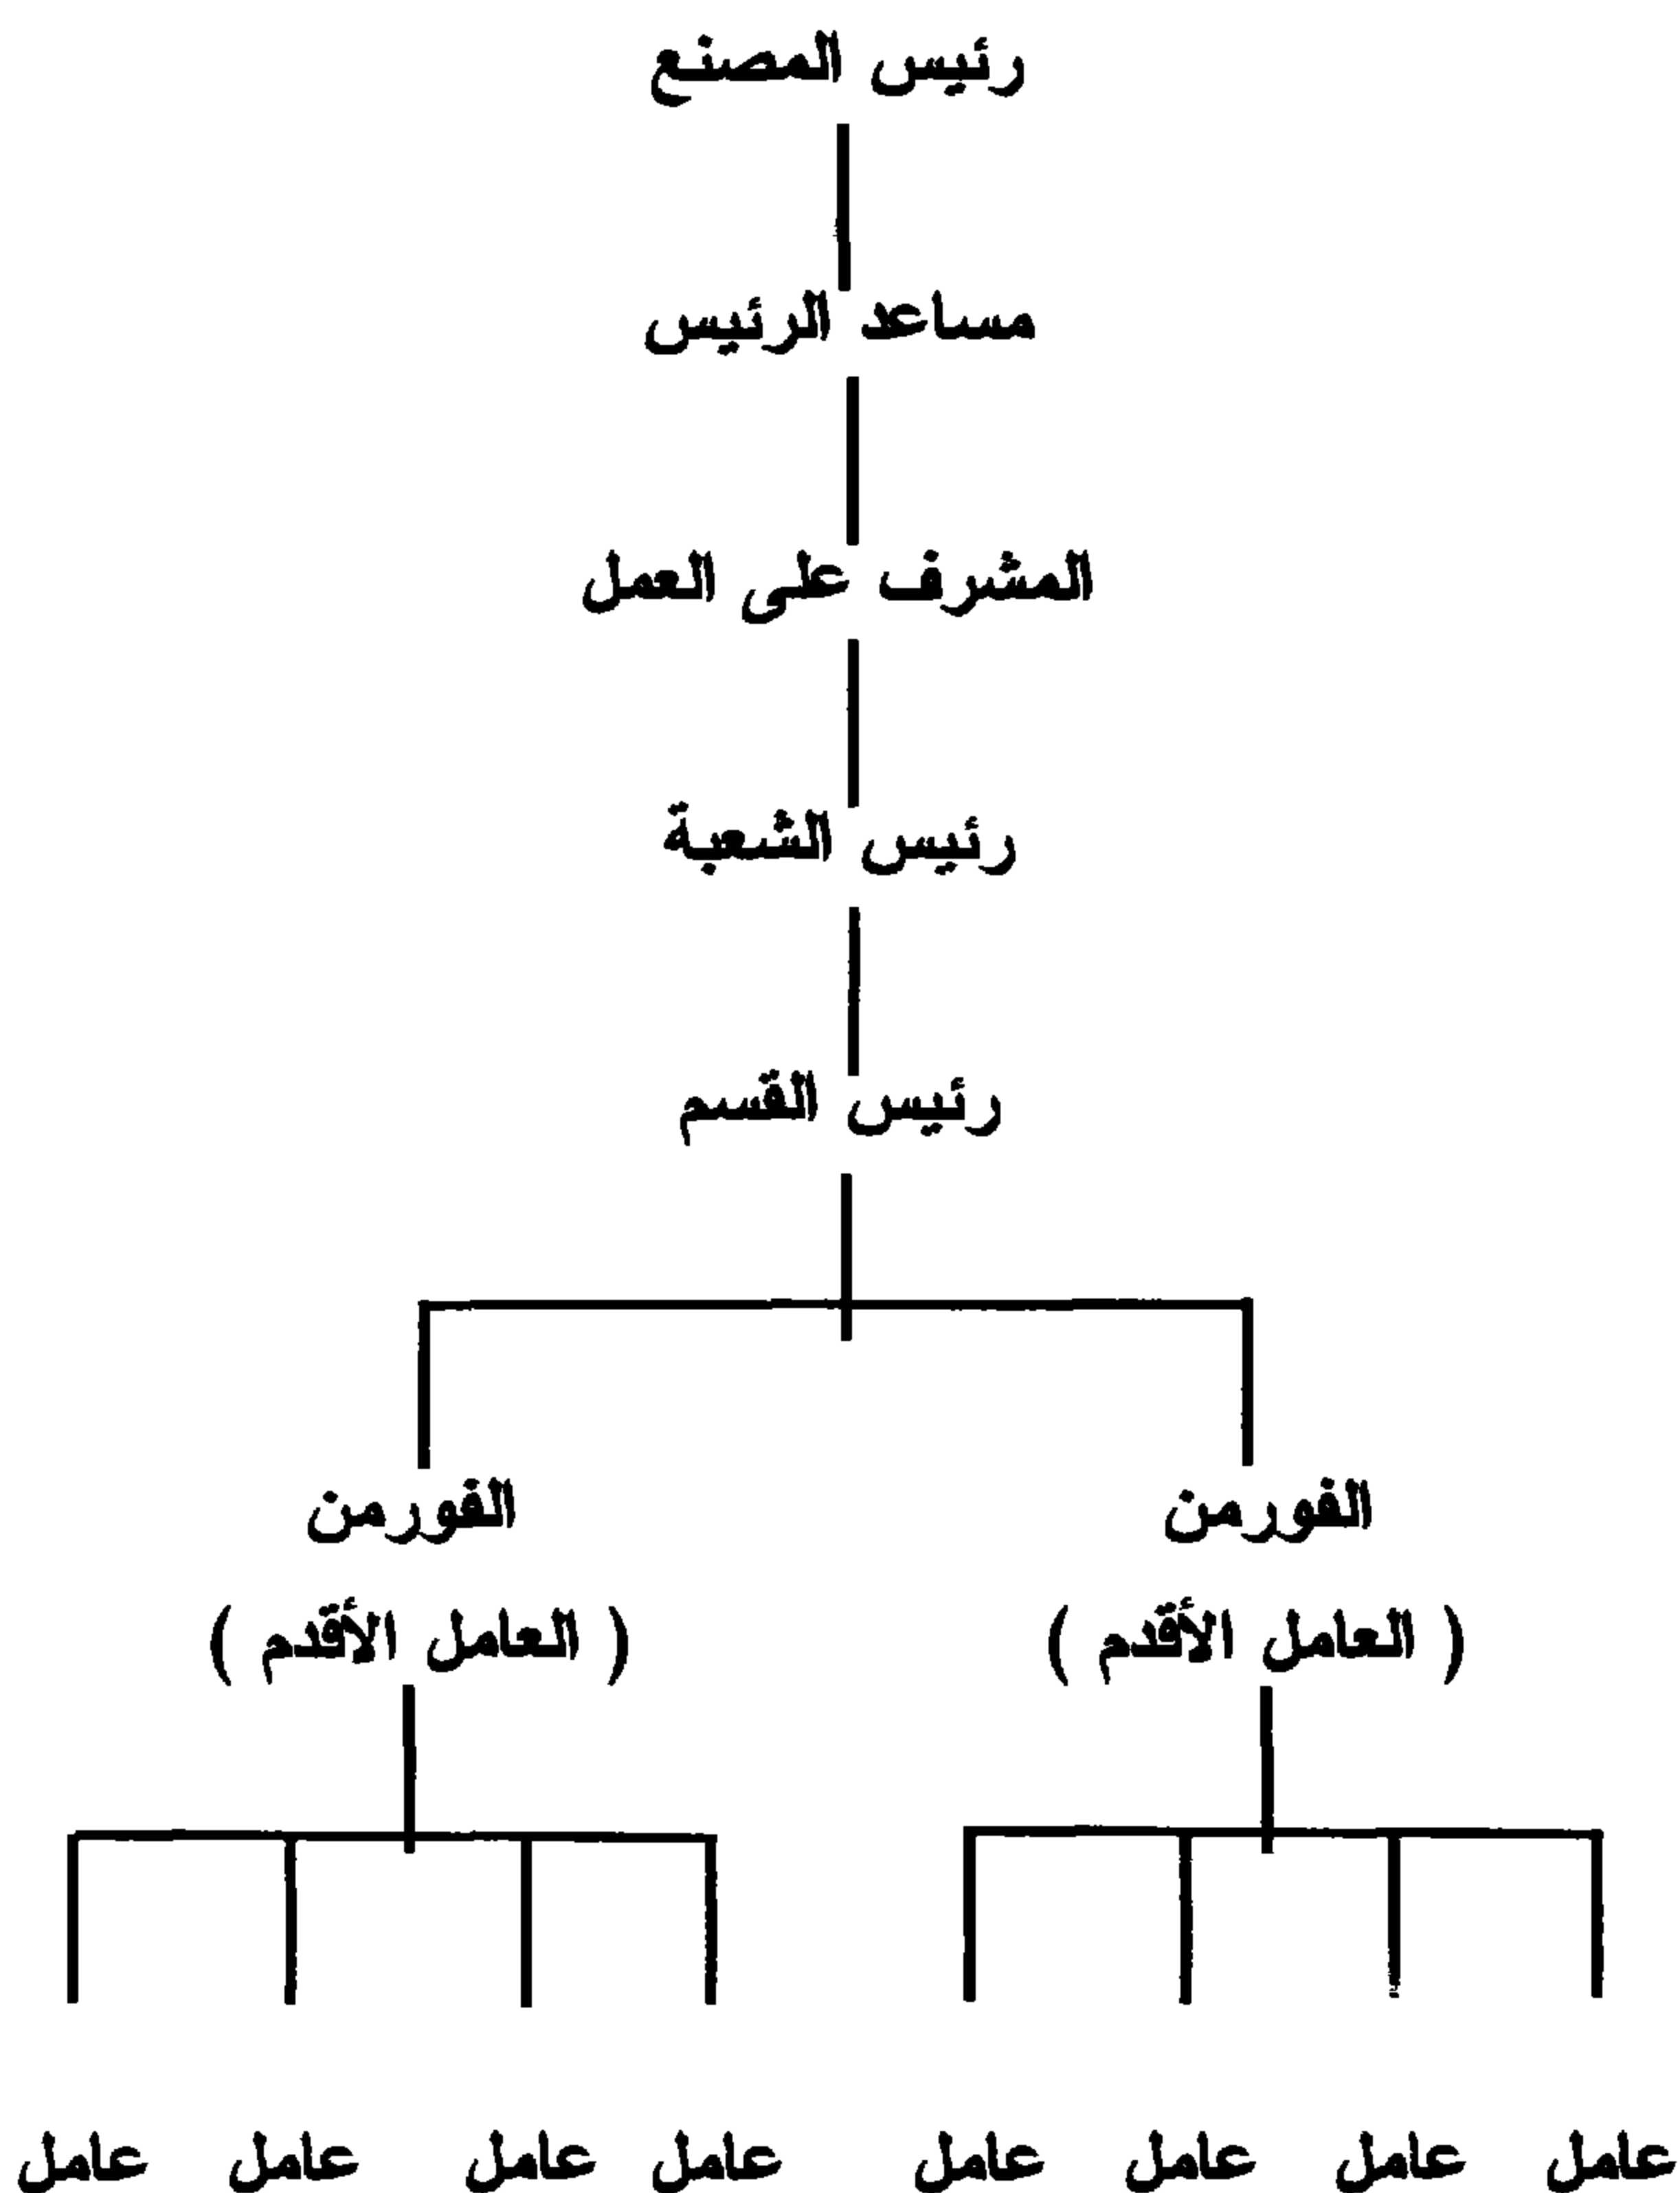 رئيس المصنع
مساعد الرئيس
المشرف على العمل
رئيس الشعبة
رئيس القسم
الفورمن الفورمن
( العامل الأقدم ) ( العامل الأقدم )
عامل عامل عامل عامل عامل عامل عامل عامل